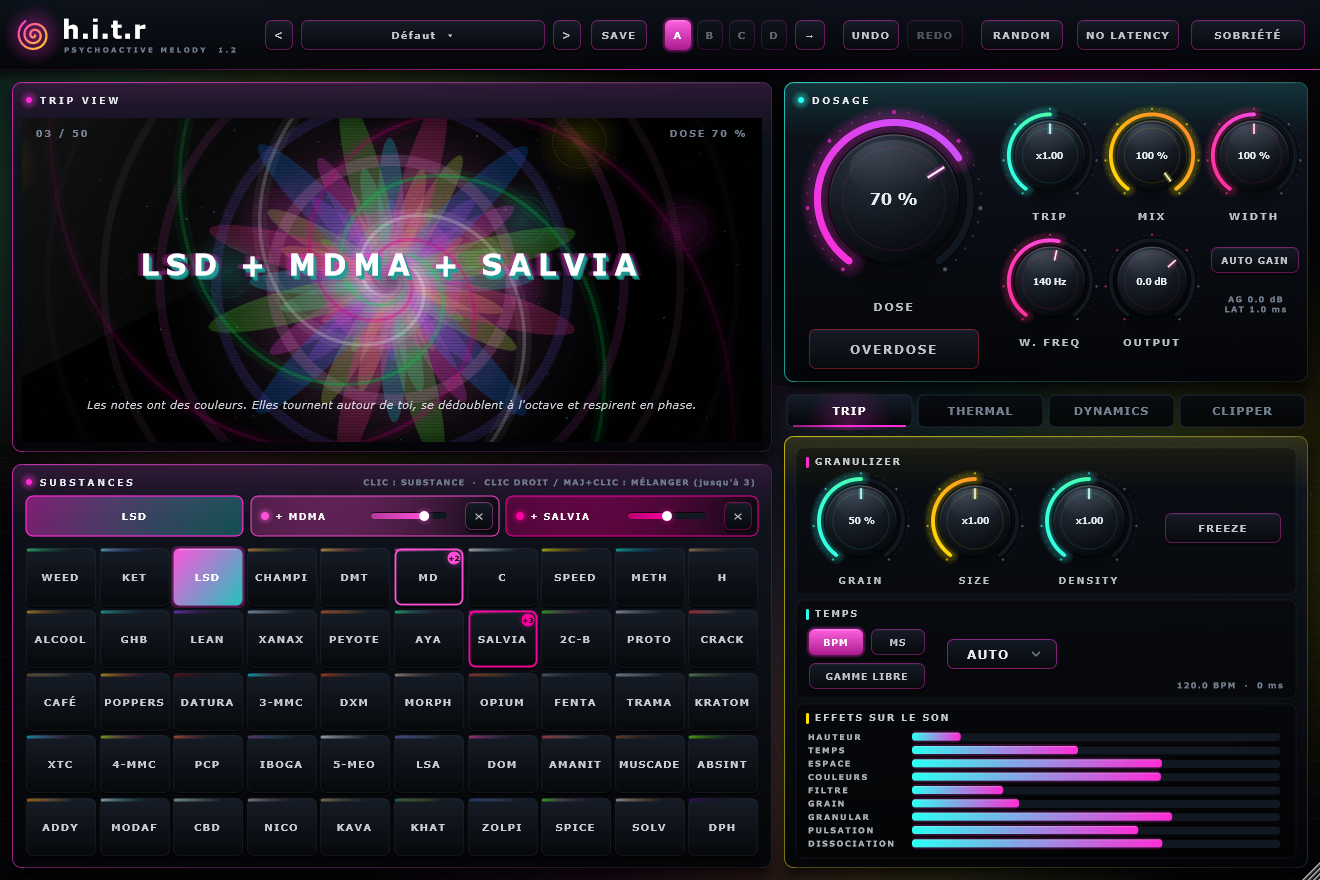 h.i.t.r
PSYCHOACTIVE MELODY 1.2
<
Défaut
>
SAVE
A
B
C
D
→
UNDO
REDO
RANDOM
NO LATENCY
SOBRIÉTÉ
TRIP VIEW
03 / 50
DOSE 70 %
LSD + MDMA + SALVIA
Les notes ont des couleurs. Elles tournent autour de toi, se dédoublent à l'octave et respirent en phase.
SUBSTANCES
CLIC : SUBSTANCE · CLIC DROIT / MAJ+CLIC : MÉLANGER (jusqu'à 3)
LSD
+ MDMA
×
+ SALVIA
×
WEED
KET
LSD
CHAMPI
DMT
MD
+2
C
SPEED
METH
H
ALCOOL
GHB
LEAN
XANAX
PEYOTE
AYA
SALVIA
+3
2C-B
PROTO
CRACK
CAFÉ
POPPERS
DATURA
3-MMC
DXM
MORPH
OPIUM
FENTA
TRAMA
KRATOM
XTC
4-MMC
PCP
IBOGA
5-MEO
LSA
DOM
AMANIT
MUSCADE
ABSINT
ADDY
MODAF
CBD
NICO
KAVA
KHAT
ZOLPI
SPICE
SOLV
DPH
DOSAGE
70 %
DOSE
OVERDOSE
x1.00
TRIP
100 %
MIX
100 %
WIDTH
140 Hz
W. FREQ
0.0 dB
OUTPUT
AUTO GAIN
AG 0.0 dB
LAT 1.0 ms
TRIP
THERMAL
DYNAMICS
CLIPPER
GRANULIZER
50 %
GRAIN
x1.00
SIZE
x1.00
DENSITY
FREEZE
TEMPS
BPM
MS
GAMME LIBRE
AUTO
120.0 BPM · 0 ms
EFFETS SUR LE SON
HAUTEUR
TEMPS
ESPACE
COULEURS
FILTRE
GRAIN
GRANULAR
PULSATION
DISSOCIATION